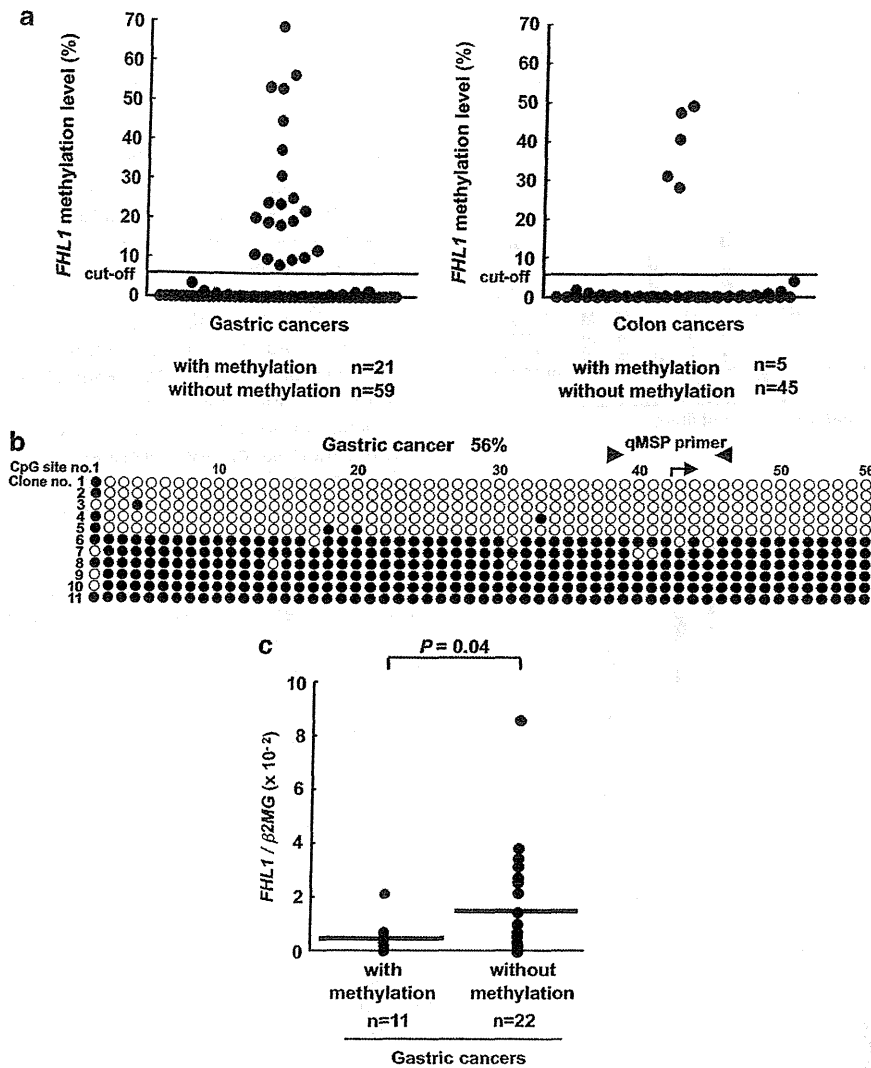 a
FHL1 methylation level (%)
70
60
50
40
30
20
10
cut-off
0
Gastric cancers
with methylation n=21
without methylation n=59
FHL1 methylation level (%)
70
60
50
40
30
20
10
cut-off
0
Colon cancers
with methylation n=5
without methylation n=45
b
Gastric cancer 56%
qMSP primer
CpG site no.1 10 20 30 40 50 56
Clone no. 1
2
3
4
5
6
7
8
9
10
11
c
P = 0.04
FHL1 / β2MG (x 10-2)
10
8
6
4
2
0
with methylation
n=11
without methylation
n=22
Gastric cancers